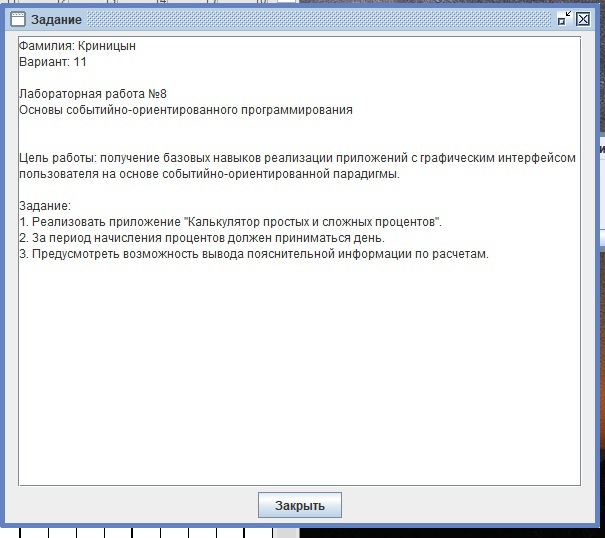 Задание
Фамилия: Криницын
Вариант: 11
Лабораторная работа №8
Основы событийно-ориентированного программирования
Цель работы: получение базовых навыков реализации приложений с графическим интерфейсом
пользователя на основе событийно-ориентированной парадигмы.
Задание:
1. Реализовать приложение "Калькулятор простых и сложных процентов".
2. За период начисления процентов должен приниматься день.
3. Предусмотреть возможность вывода пояснительной информации по расчетам.
Закрыть